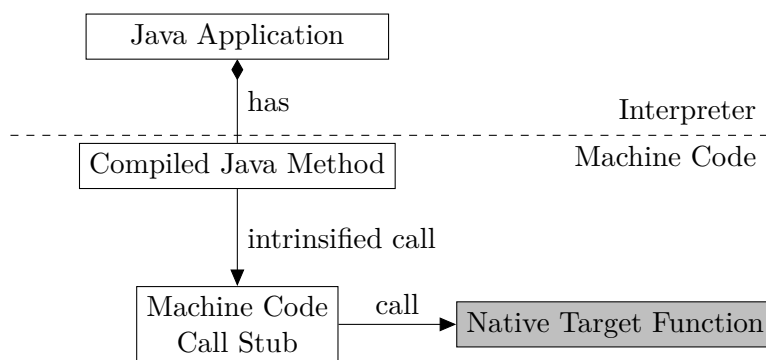 Java Application
has
Interpreter
Machine Code
Compiled Java Method
intrinsified call
Machine Code
Call Stub
call
Native Target Function